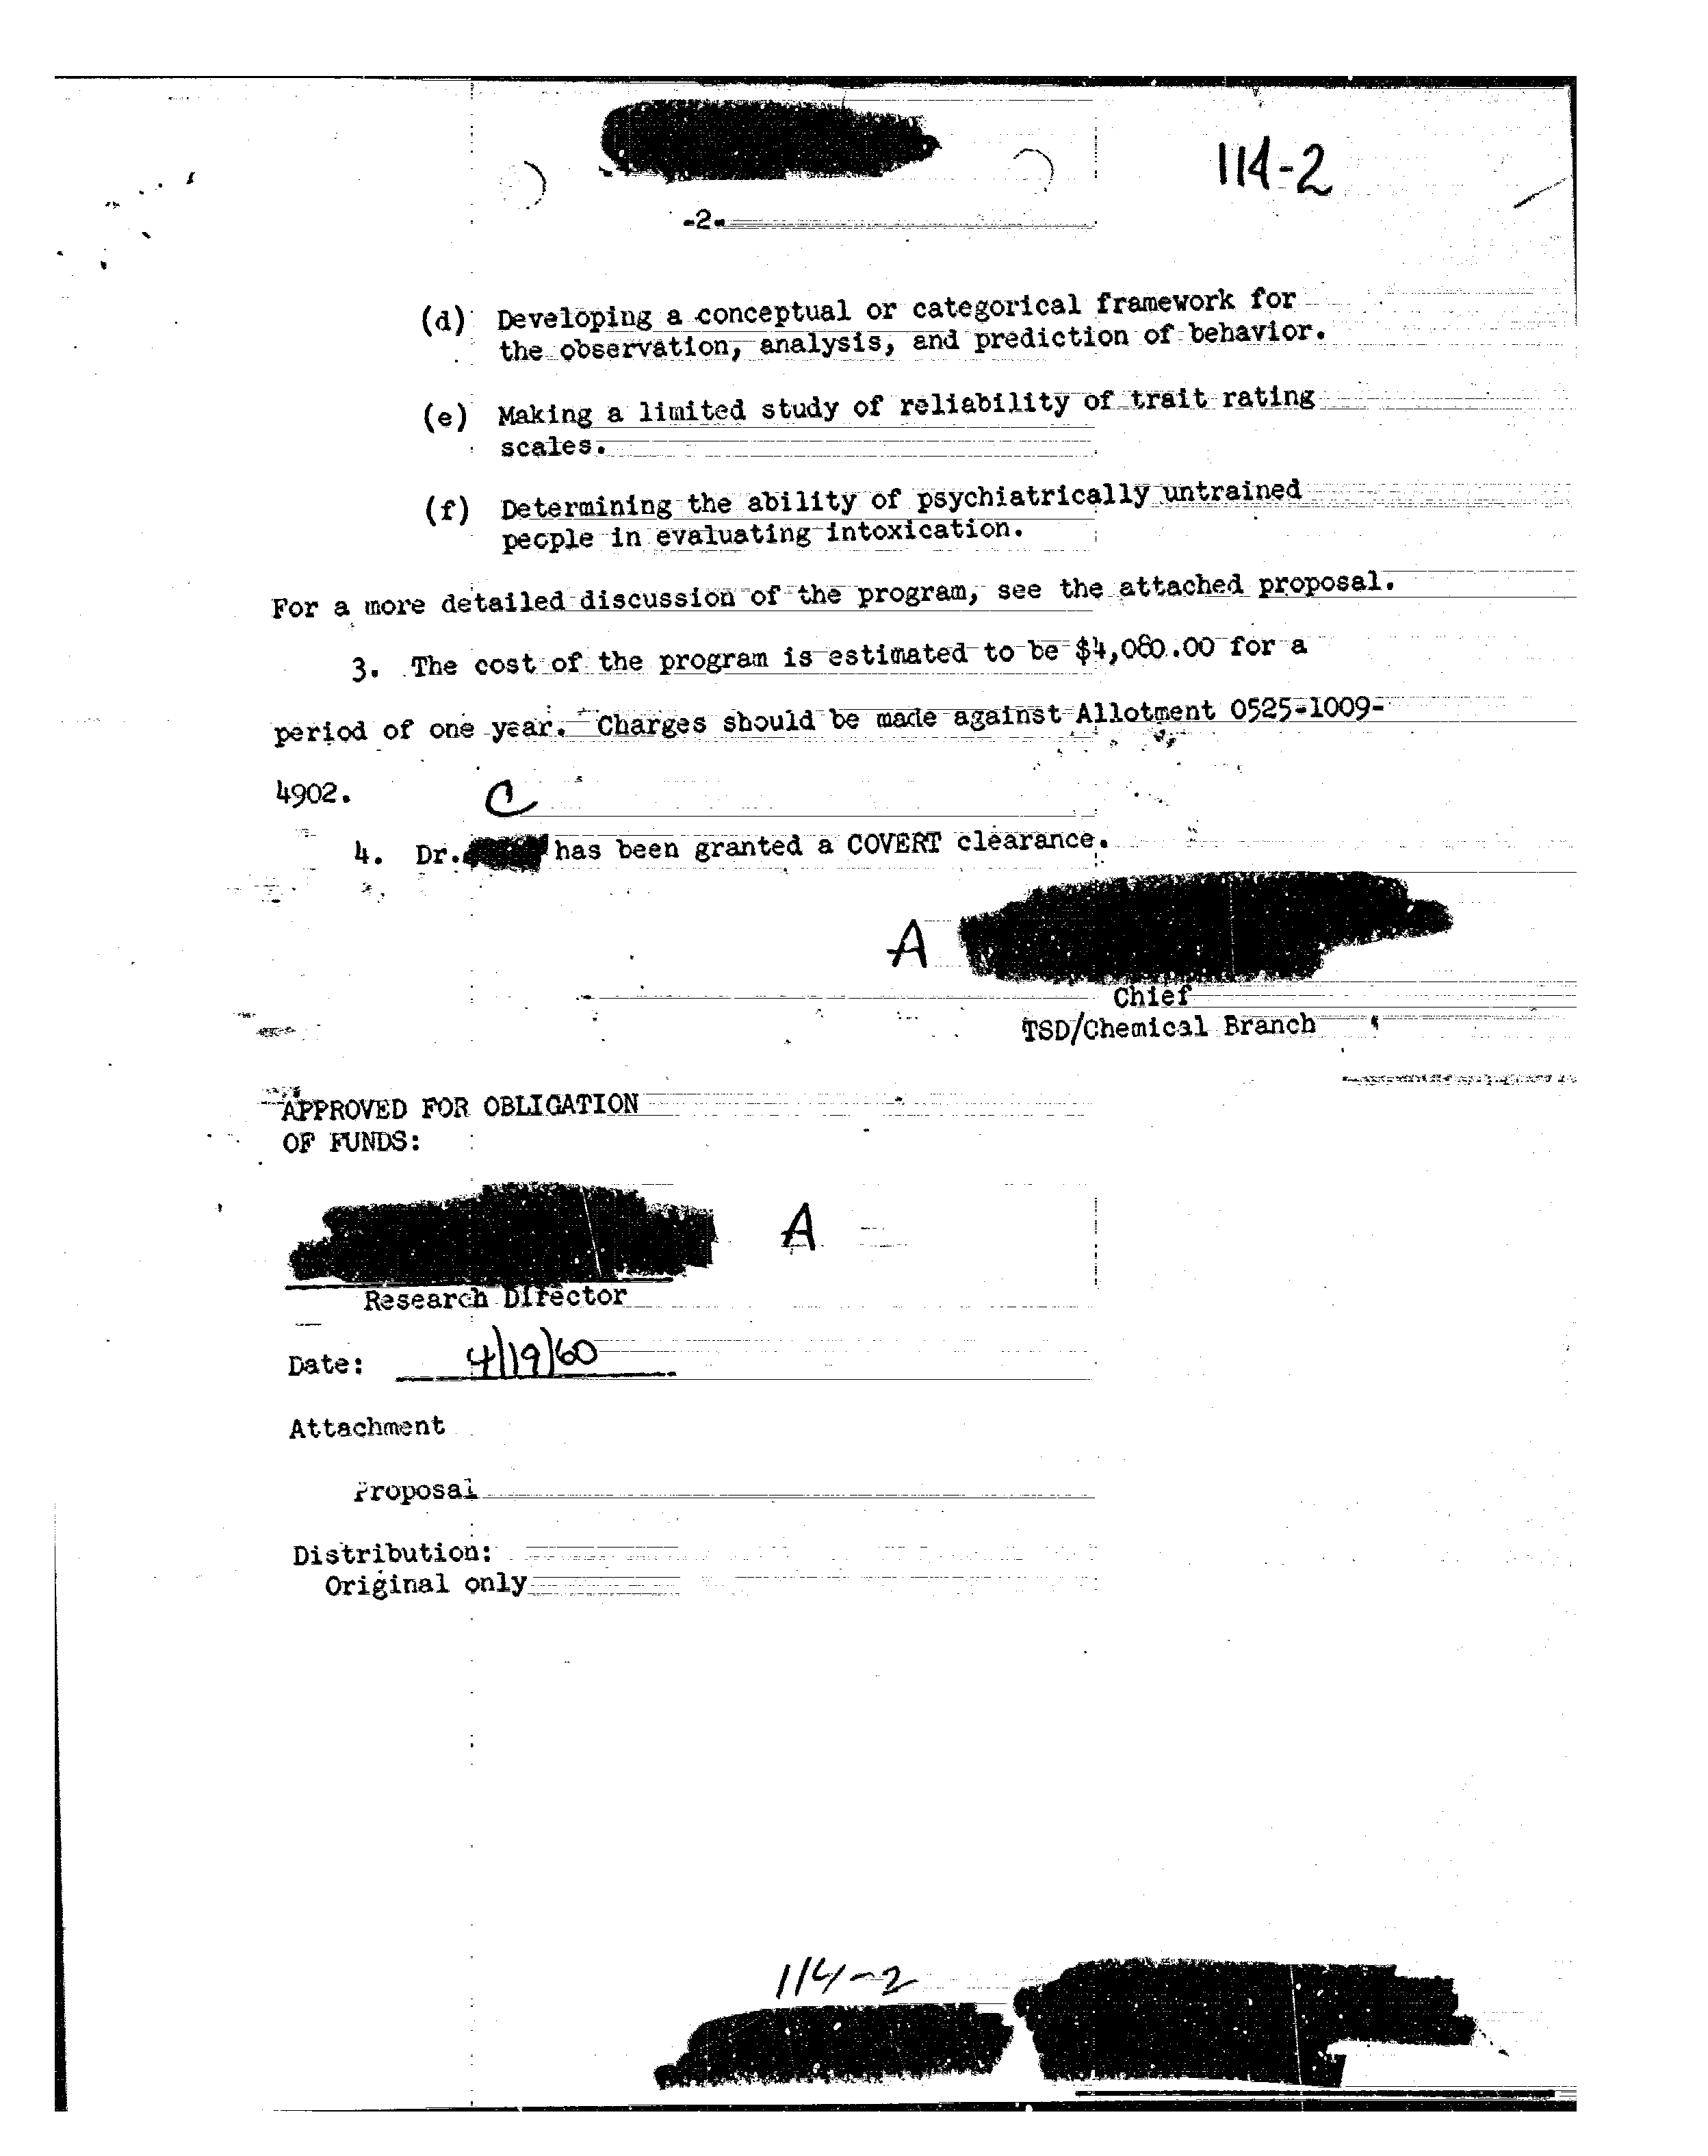 114-2
-2-
(d) Developing a conceptual or categorical framework for
the observation, analysis, and prediction of behavior.
(e) Making a limited study of reliability of trait rating
scales.
(f) Determining the ability of psychiatrically untrained
people in evaluating intoxication.
For a more detailed discussion of the program, see the attached proposal.
3. The cost of the program is estimated to be $4,080.00 for a
period of one year. Charges should be made against Allotment 0525-1009-
4902.
C
4. Dr. has been granted a COVERT clearance.
A
Chief
TSD/Chemical Branch
APPROVED FOR OBLIGATION
OF FUNDS:
A
Research Director
Date: 4/19/60
Attachment
Proposal
Distribution:
Original only
114-2